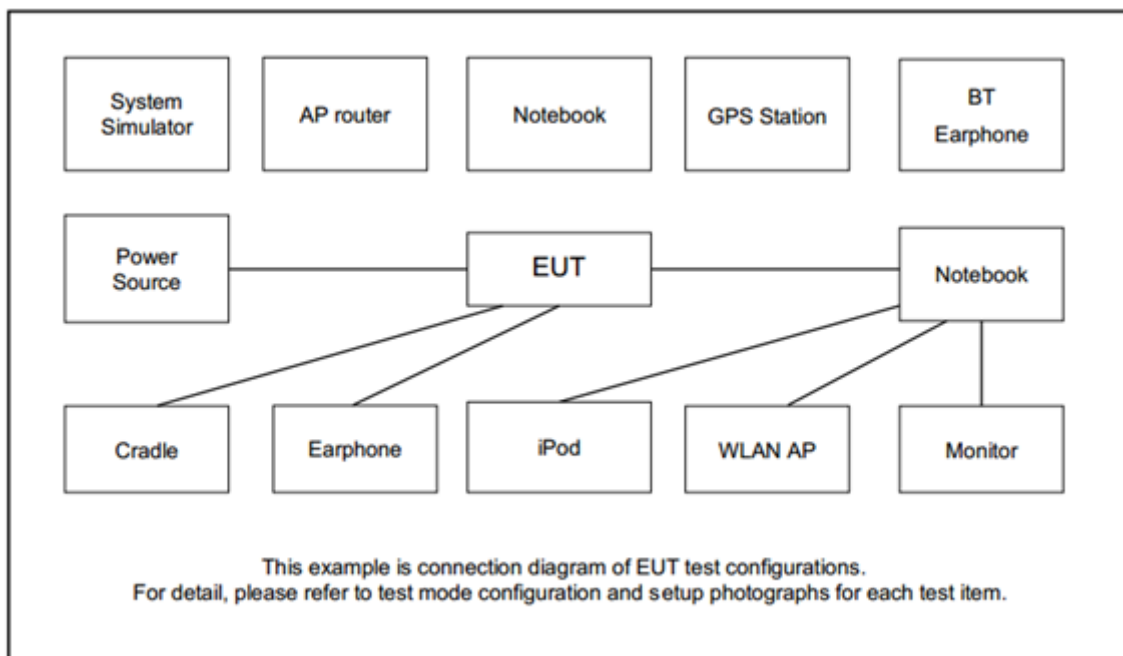 System
Simulator
AP router
Notebook
GPS Station
BT
Earphone
Power
Source
EUT
Notebook
Cradle
Earphone
iPod
WLAN AP
Monitor
This example is connection diagram of EUT test configurations.
For detail, please refer to test mode configuration and setup photographs for each test item.